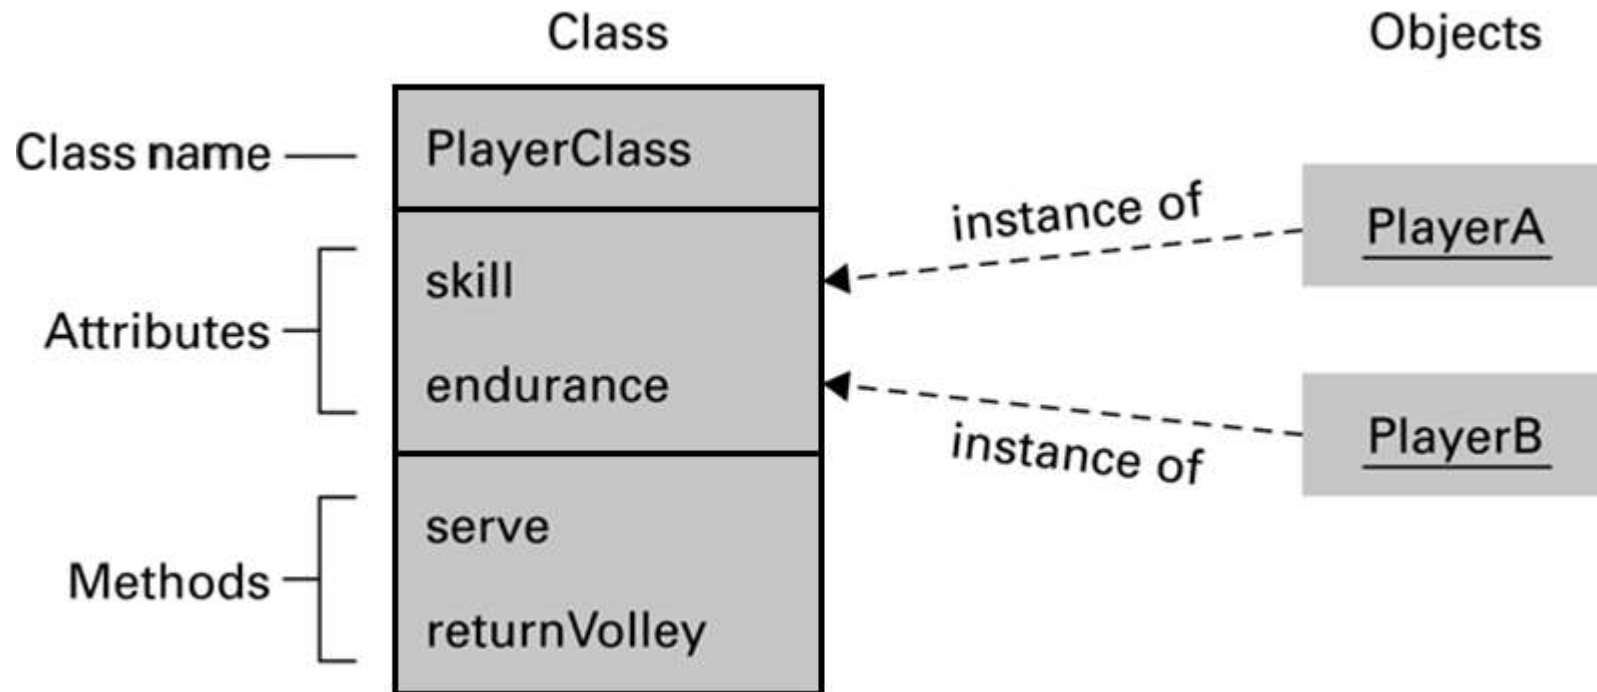 Class
Objects
Class name
PlayerClass
instance of
PlayerA
Attributes
skill
endurance
instance of
PlayerB
Methods
serve
returnVolley